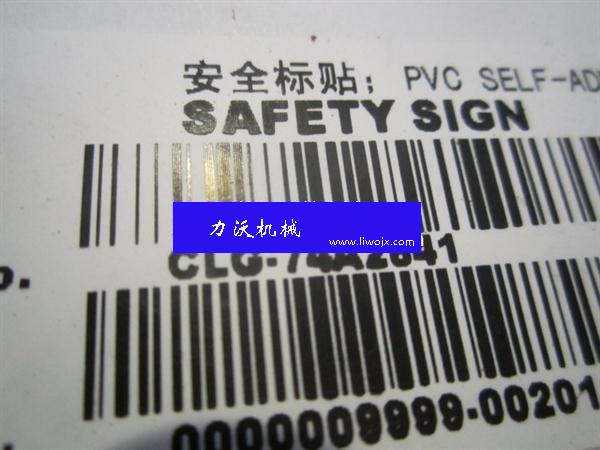 安全标贴; PVC SELF-AD
SAFETY SIGN
力沃机械
www.liwojx.com
CLG-74A2841
0000009999-00201